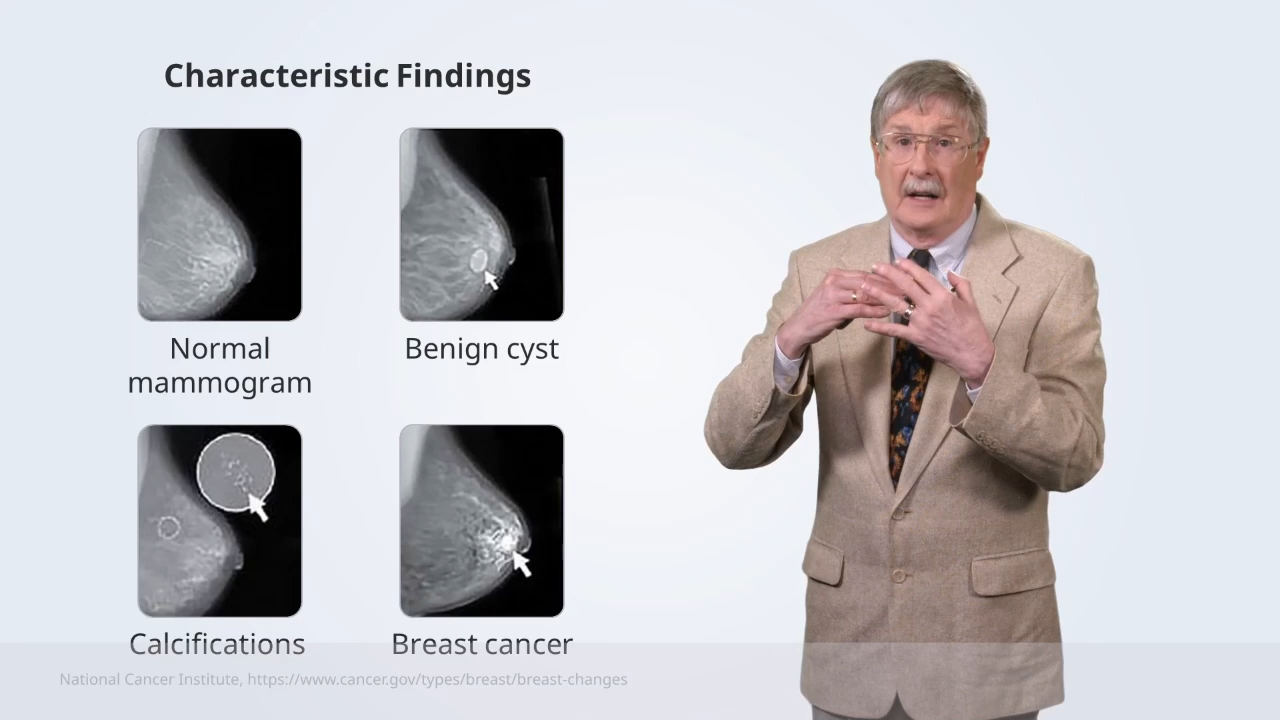 Characteristic Findings
Normal
mammogram
Benign cyst
Calcifications
Breast cancer
National Cancer Institute, https://www.cancer.gov/types/breast/breast-changes